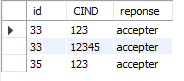 id CIND reponse
33 123 accepter
33 12345 accepter
35 123 accepter